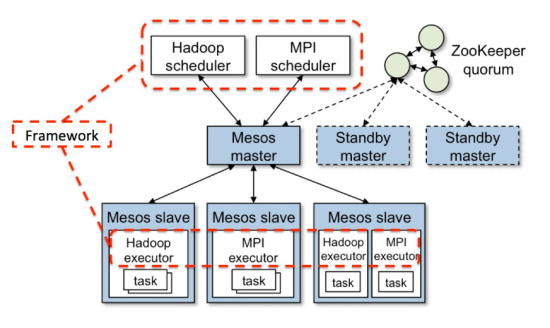 Hadoop
scheduler
MPI
scheduler
ZooKeeper
quorum
Framework
Mesos
master
Standby
master
Standby
master
Mesos slave
Hadoop
executor
task
Mesos slave
MPI
executor
task
Mesos slave
Hadoop
executor
task
MPI
executor
task